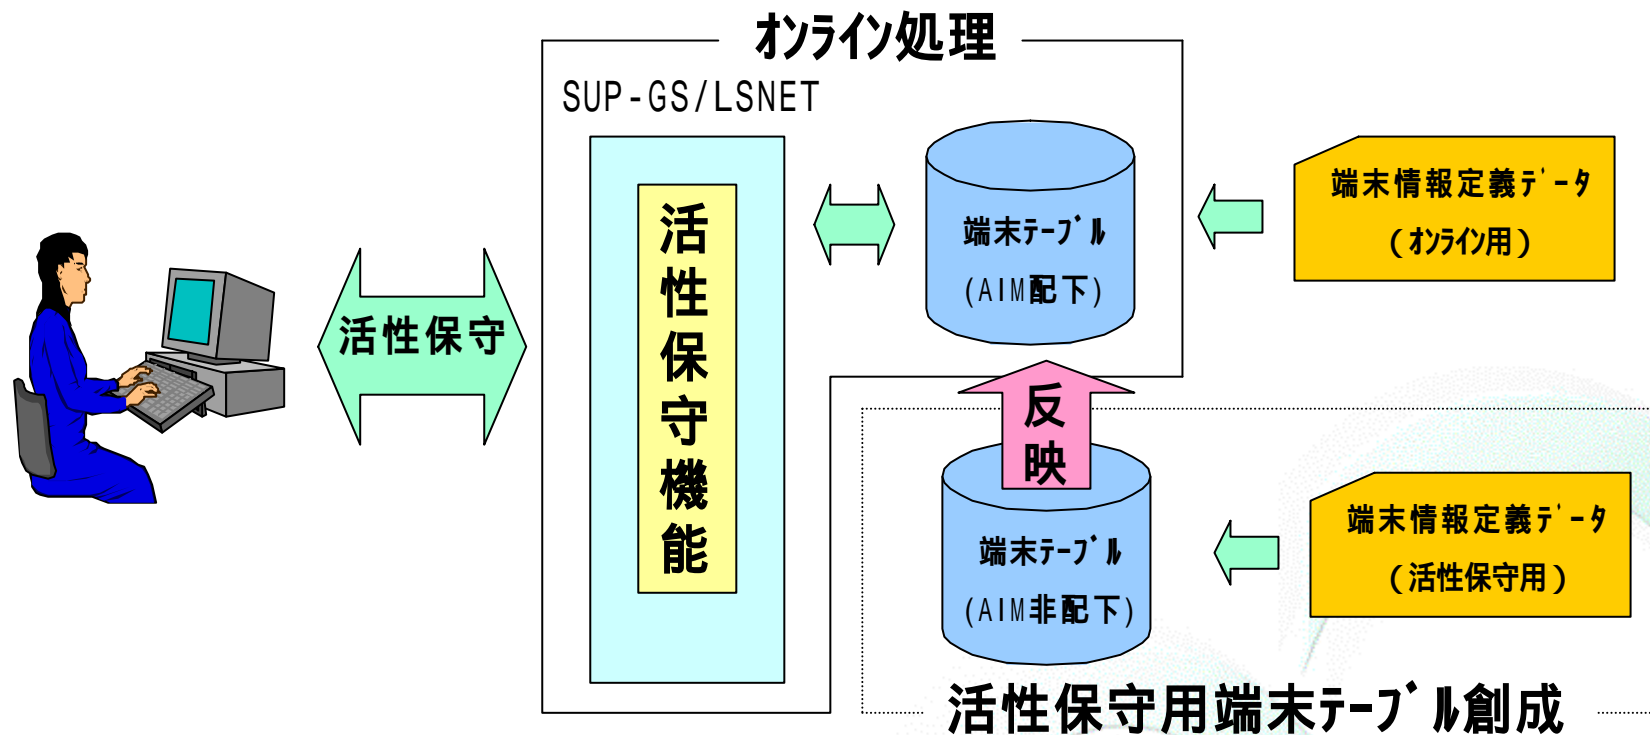 オンライン処理
SUP-GS/LSNET
活性保守
活性保守機能
端末テーブル
(AIM配下)
端末情報定義データ
(オンライン用)
反映
端末テーブル
(AIM非配下)
端末情報定義データ
(活性保守用)
活性保守用端末テーブル創成